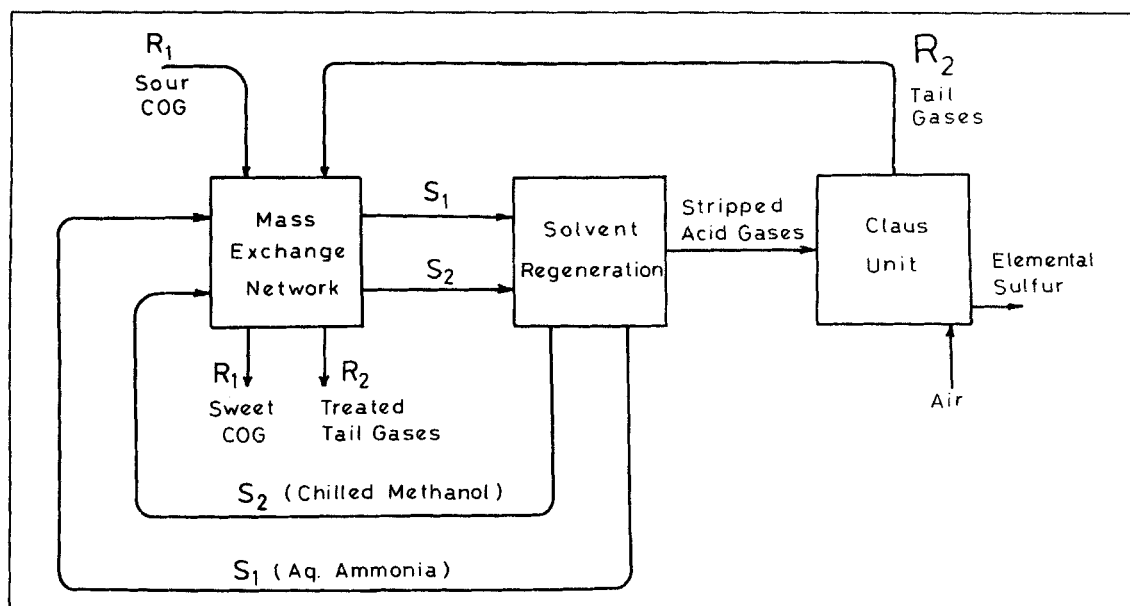 R₁
Sour
COG
R₂
Tail
Gases
Mass
Exchange
Network
S₁
S₂
Solvent
Regeneration
Stripped
Acid Gases
Claus
Unit
Elemental
Sulfur
Air
R₁
Sweet
COG
R₂
Treated
Tail Gases
S₂ (Chilled Methanol)
S₁ (Aq. Ammonia)